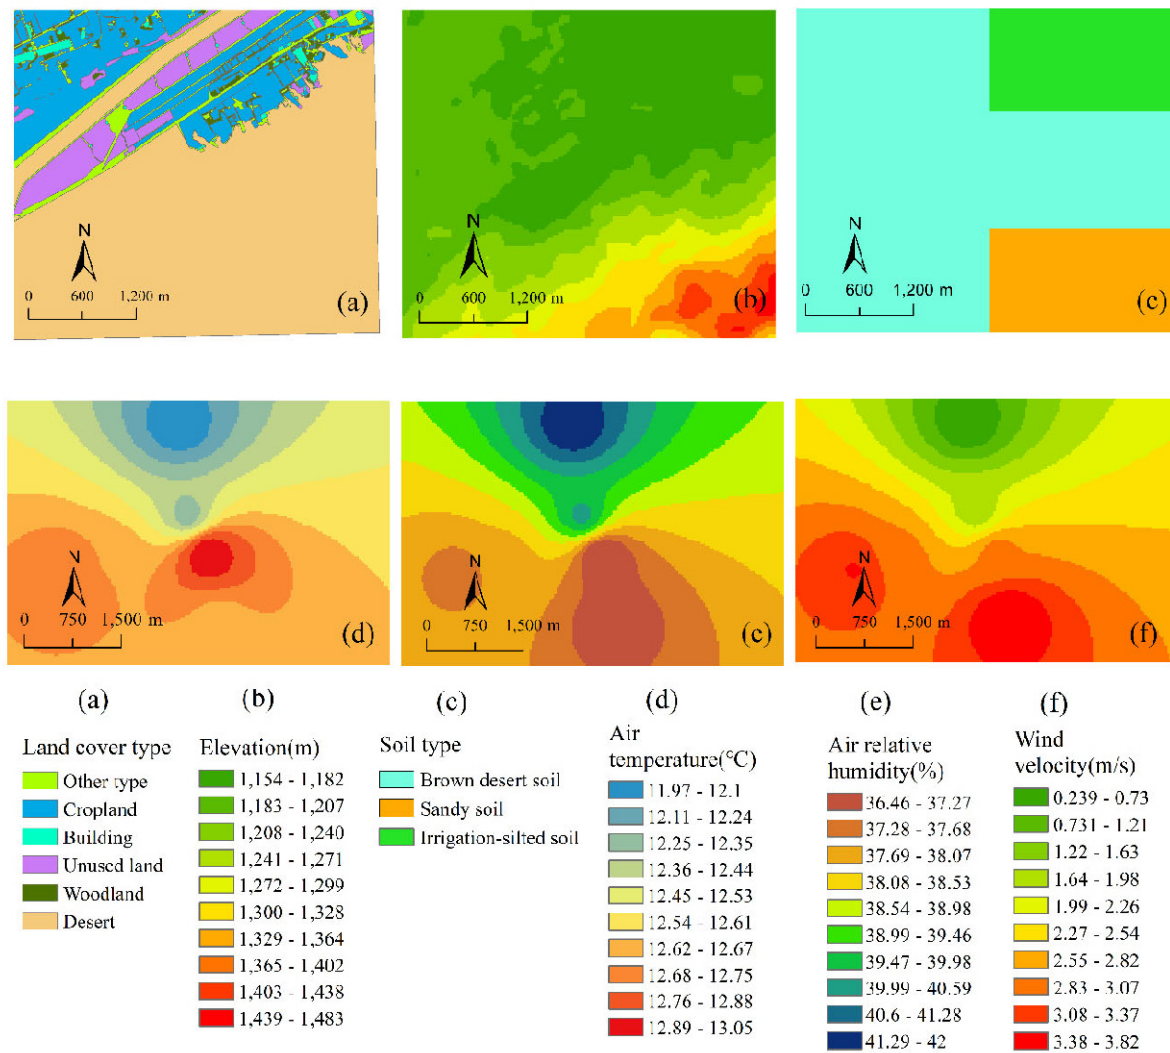 N
0 600 1,200 m
(a)
N
0 600 1,200 m
(b)
N
0 600 1,200 m
(c)
N
0 750 1,500 m
(d)
N
0 750 1,500 m
(e)
N
0 750 1,500 m
(f)
(a)
Land cover type
Other type
Cropland
Building
Unused land
Woodland
Desert
(b)
Elevation(m)
1,154 - 1,182
1,183 - 1,207
1,208 - 1,240
1,241 - 1,271
1,272 - 1,299
1,300 - 1,328
1,329 - 1,364
1,365 - 1,402
1,403 - 1,438
1,439 - 1,483
(c)
Soil type
Brown desert soil
Sandy soil
Irrigation-silted soil
(d)
Air
temperature(°C)
11.97 - 12.1
12.11 - 12.24
12.25 - 12.35
12.36 - 12.44
12.45 - 12.53
12.54 - 12.61
12.62 - 12.67
12.68 - 12.75
12.76 - 12.88
12.89 - 13.05
(e)
Air relative
humidity(%)
36.46 - 37.27
37.28 - 37.68
37.69 - 38.07
38.08 - 38.53
38.54 - 38.98
38.99 - 39.46
39.47 - 39.98
39.99 - 40.59
40.6 - 41.28
41.29 - 42
(f)
Wind
velocity(m/s)
0.239 - 0.73
0.731 - 1.21
1.22 - 1.63
1.64 - 1.98
1.99 - 2.26
2.27 - 2.54
2.55 - 2.82
2.83 - 3.07
3.08 - 3.37
3.38 - 3.82